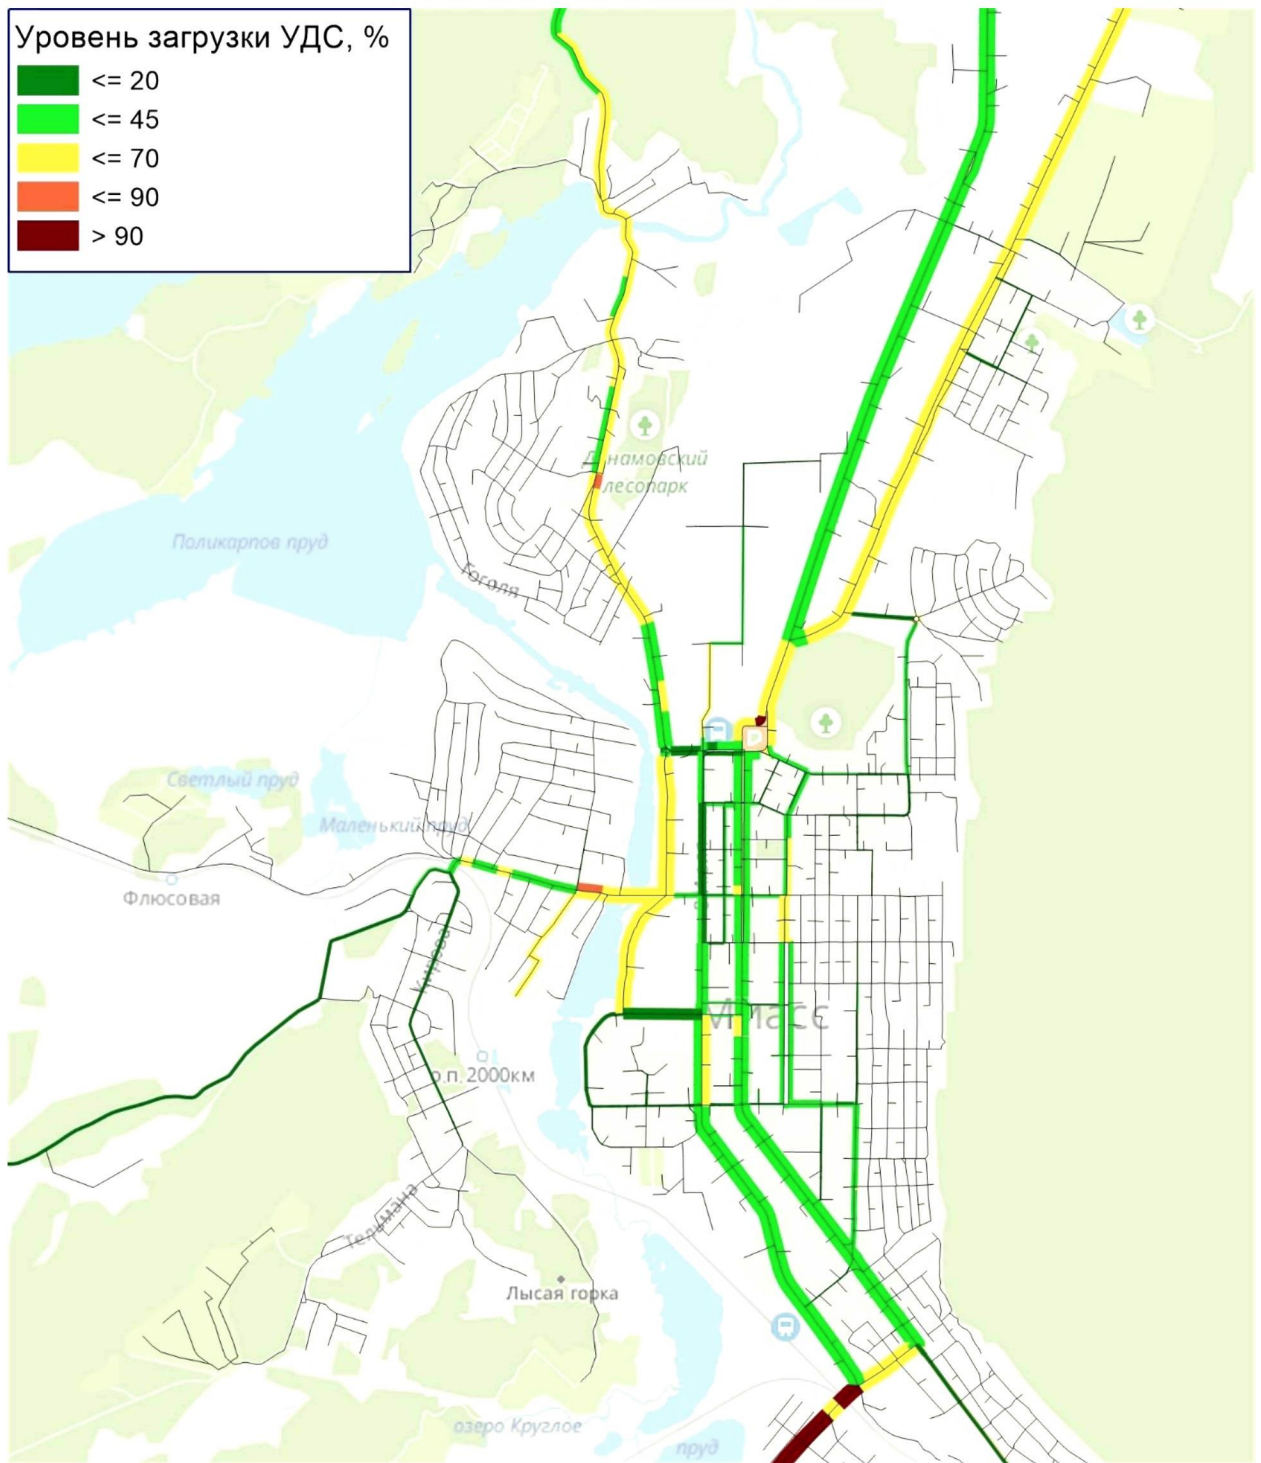 Уровень загрузки УДС, %
<= 20
<= 45
<= 70
<= 90
> 90
Динамовский
лесопарк
Поликарпов пруд
Гоголя
Светлый пруд
Маленький пруд
Флюсовая
Кирова
Миасс
о.п. 2000км
Тельмана
Лысая горка
озеро Круглое
пруд